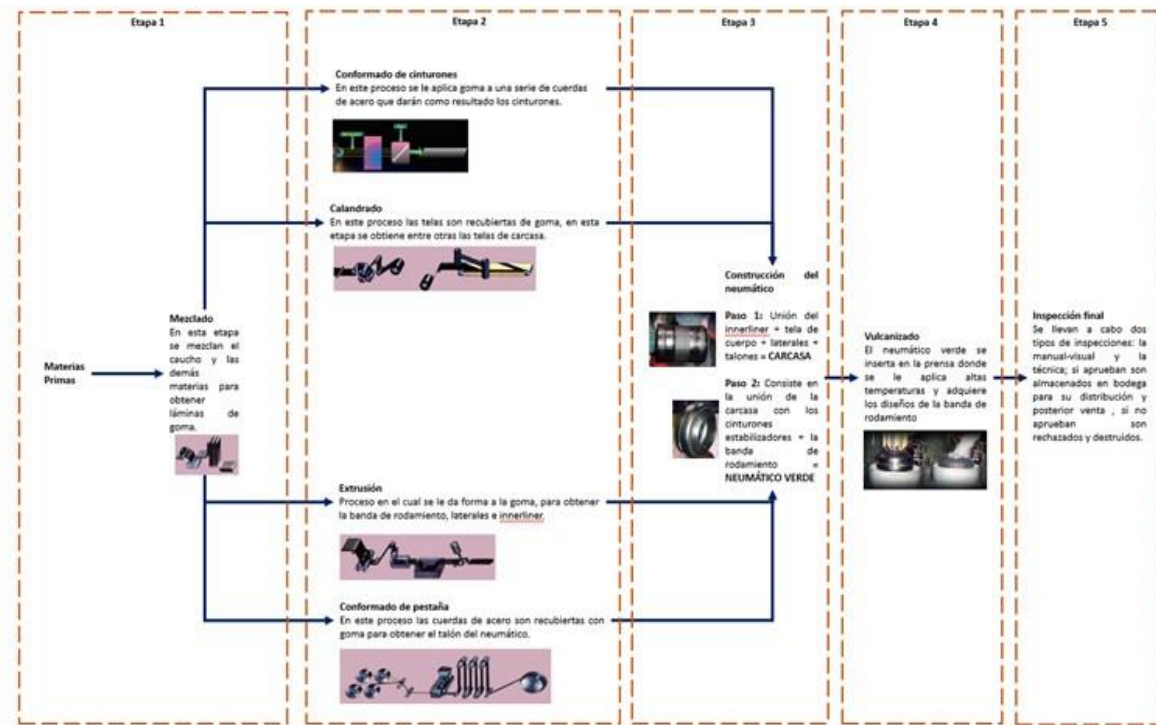 Etapa 1
Etapa 2
Etapa 3
Etapa 4
Etapa 5
Materias
Primas
Mezclado
En esta etapa
se mezclan el
caucho y las
demás
materias para
obtener
láminas de
goma.
Conformado de cinturones
En este proceso se le aplica goma a una serie de cuerdas
de acero que darán como resultado los cinturones.
Calandrado
En este proceso las telas son recubiertas de goma, en esta
etapa se obtiene entre otras las telas de carcasa.
Extrusión
Proceso en el cual se le da forma a la goma, para obtener
la banda de rodamiento, laterales e innerliner.
Conformado de pestaña
En este proceso las cuerdas de acero son recubiertas con
goma para obtener el talón del neumático.
Construcción del
neumático
Paso 1: Unión del
innerliner + tela de
cuerpo + laterales +
talones = CARCASA
Paso 2: Consiste en
la unión de la
carcasa con los
cinturones
estabilizadores + la
banda de
rodamiento =
NEUMÁTICO VERDE
Vulcanizado
El neumático verde se
inserta en la prensa donde
se le aplica altas
temperaturas y adquiere
los diseños de la banda de
rodamiento
Inspección final
Se llevan a cabo dos
tipos de inspecciones: la
manual-visual y la
técnica; si aprueban son
almacenados en bodega
para su distribución y
posterior venta , si no
aprueban son
rechazados y destruidos.